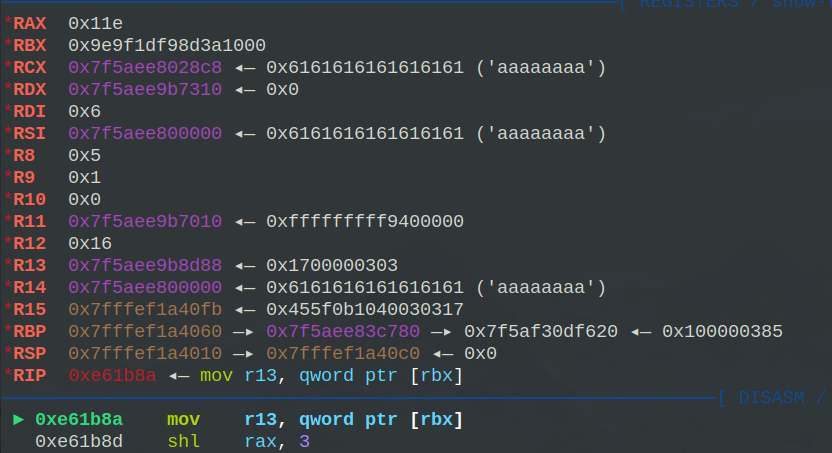 [ REGISTERS / show-
*RAX 0x11e
*RBX 0x9e9f1df98d3a1000
*RCX 0x7f5aee8028c8 ◂— 0x6161616161616161 ('aaaaaaaa')
*RDX 0x7f5aee9b7310 ◂— 0x0
*RDI 0x6
*RSI 0x7f5aee800000 ◂— 0x6161616161616161 ('aaaaaaaa')
*R8 0x5
*R9 0x1
*R10 0x0
*R11 0x7f5aee9b7010 ◂— 0xffffffffff9400000
*R12 0x16
*R13 0x7f5aee9b8d88 ◂— 0x1700000303
*R14 0x7f5aee800000 ◂— 0x6161616161616161 ('aaaaaaaa')
*R15 0x7fffef1a40fb ◂— 0x455f0b1040030317
*RBP 0x7fffef1a4060 —▸ 0x7f5aee83c780 —▸ 0x7f5af30df620 ◂— 0x100000385
*RSP 0x7fffef1a4010 —▸ 0x7fffef1a40c0 ◂— 0x0
*RIP 0xe61b8a ◂— mov r13, qword ptr [rbx]
[ DISASM /
► 0xe61b8a mov r13, qword ptr [rbx]
0xe61b8d shl rax, 3